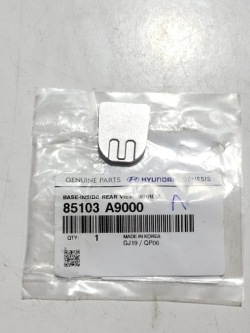 GENUINE PARTS HYUNDAI GENESIS
BASE-INSIDE REAR VIEW MIRROR
85103 A9000
A
QTY. 1 MADE IN KOREA
GJ19 / QP06